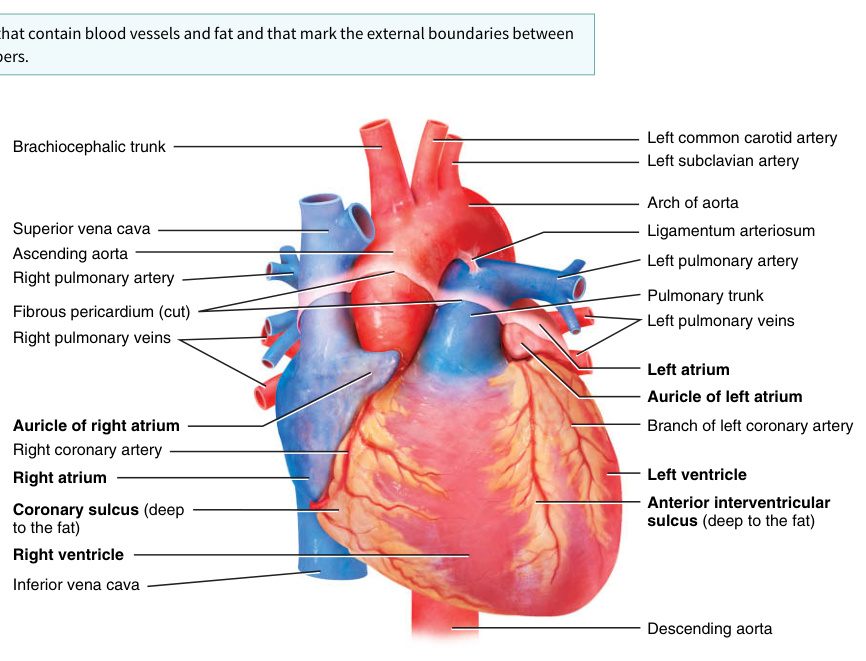 that contain blood vessels and fat and that mark the external boundaries between
Brachiocephalic trunk
Superior vena cava
Ascending aorta
Right pulmonary artery
Fibrous pericardium (cut)
Right pulmonary veins
Auricle of right atrium
Right coronary artery
Right atrium
Coronary sulcus (deep
to the fat)
Right ventricle
Inferior vena cava
Left common carotid artery
Left subclavian artery
Arch of aorta
Ligamentum arteriosum
Left pulmonary artery
Pulmonary trunk
Left pulmonary veins
Left atrium
Auricle of left atrium
Branch of left coronary artery
Left ventricle
Anterior interventricular
sulcus (deep to the fat)
Descending aorta